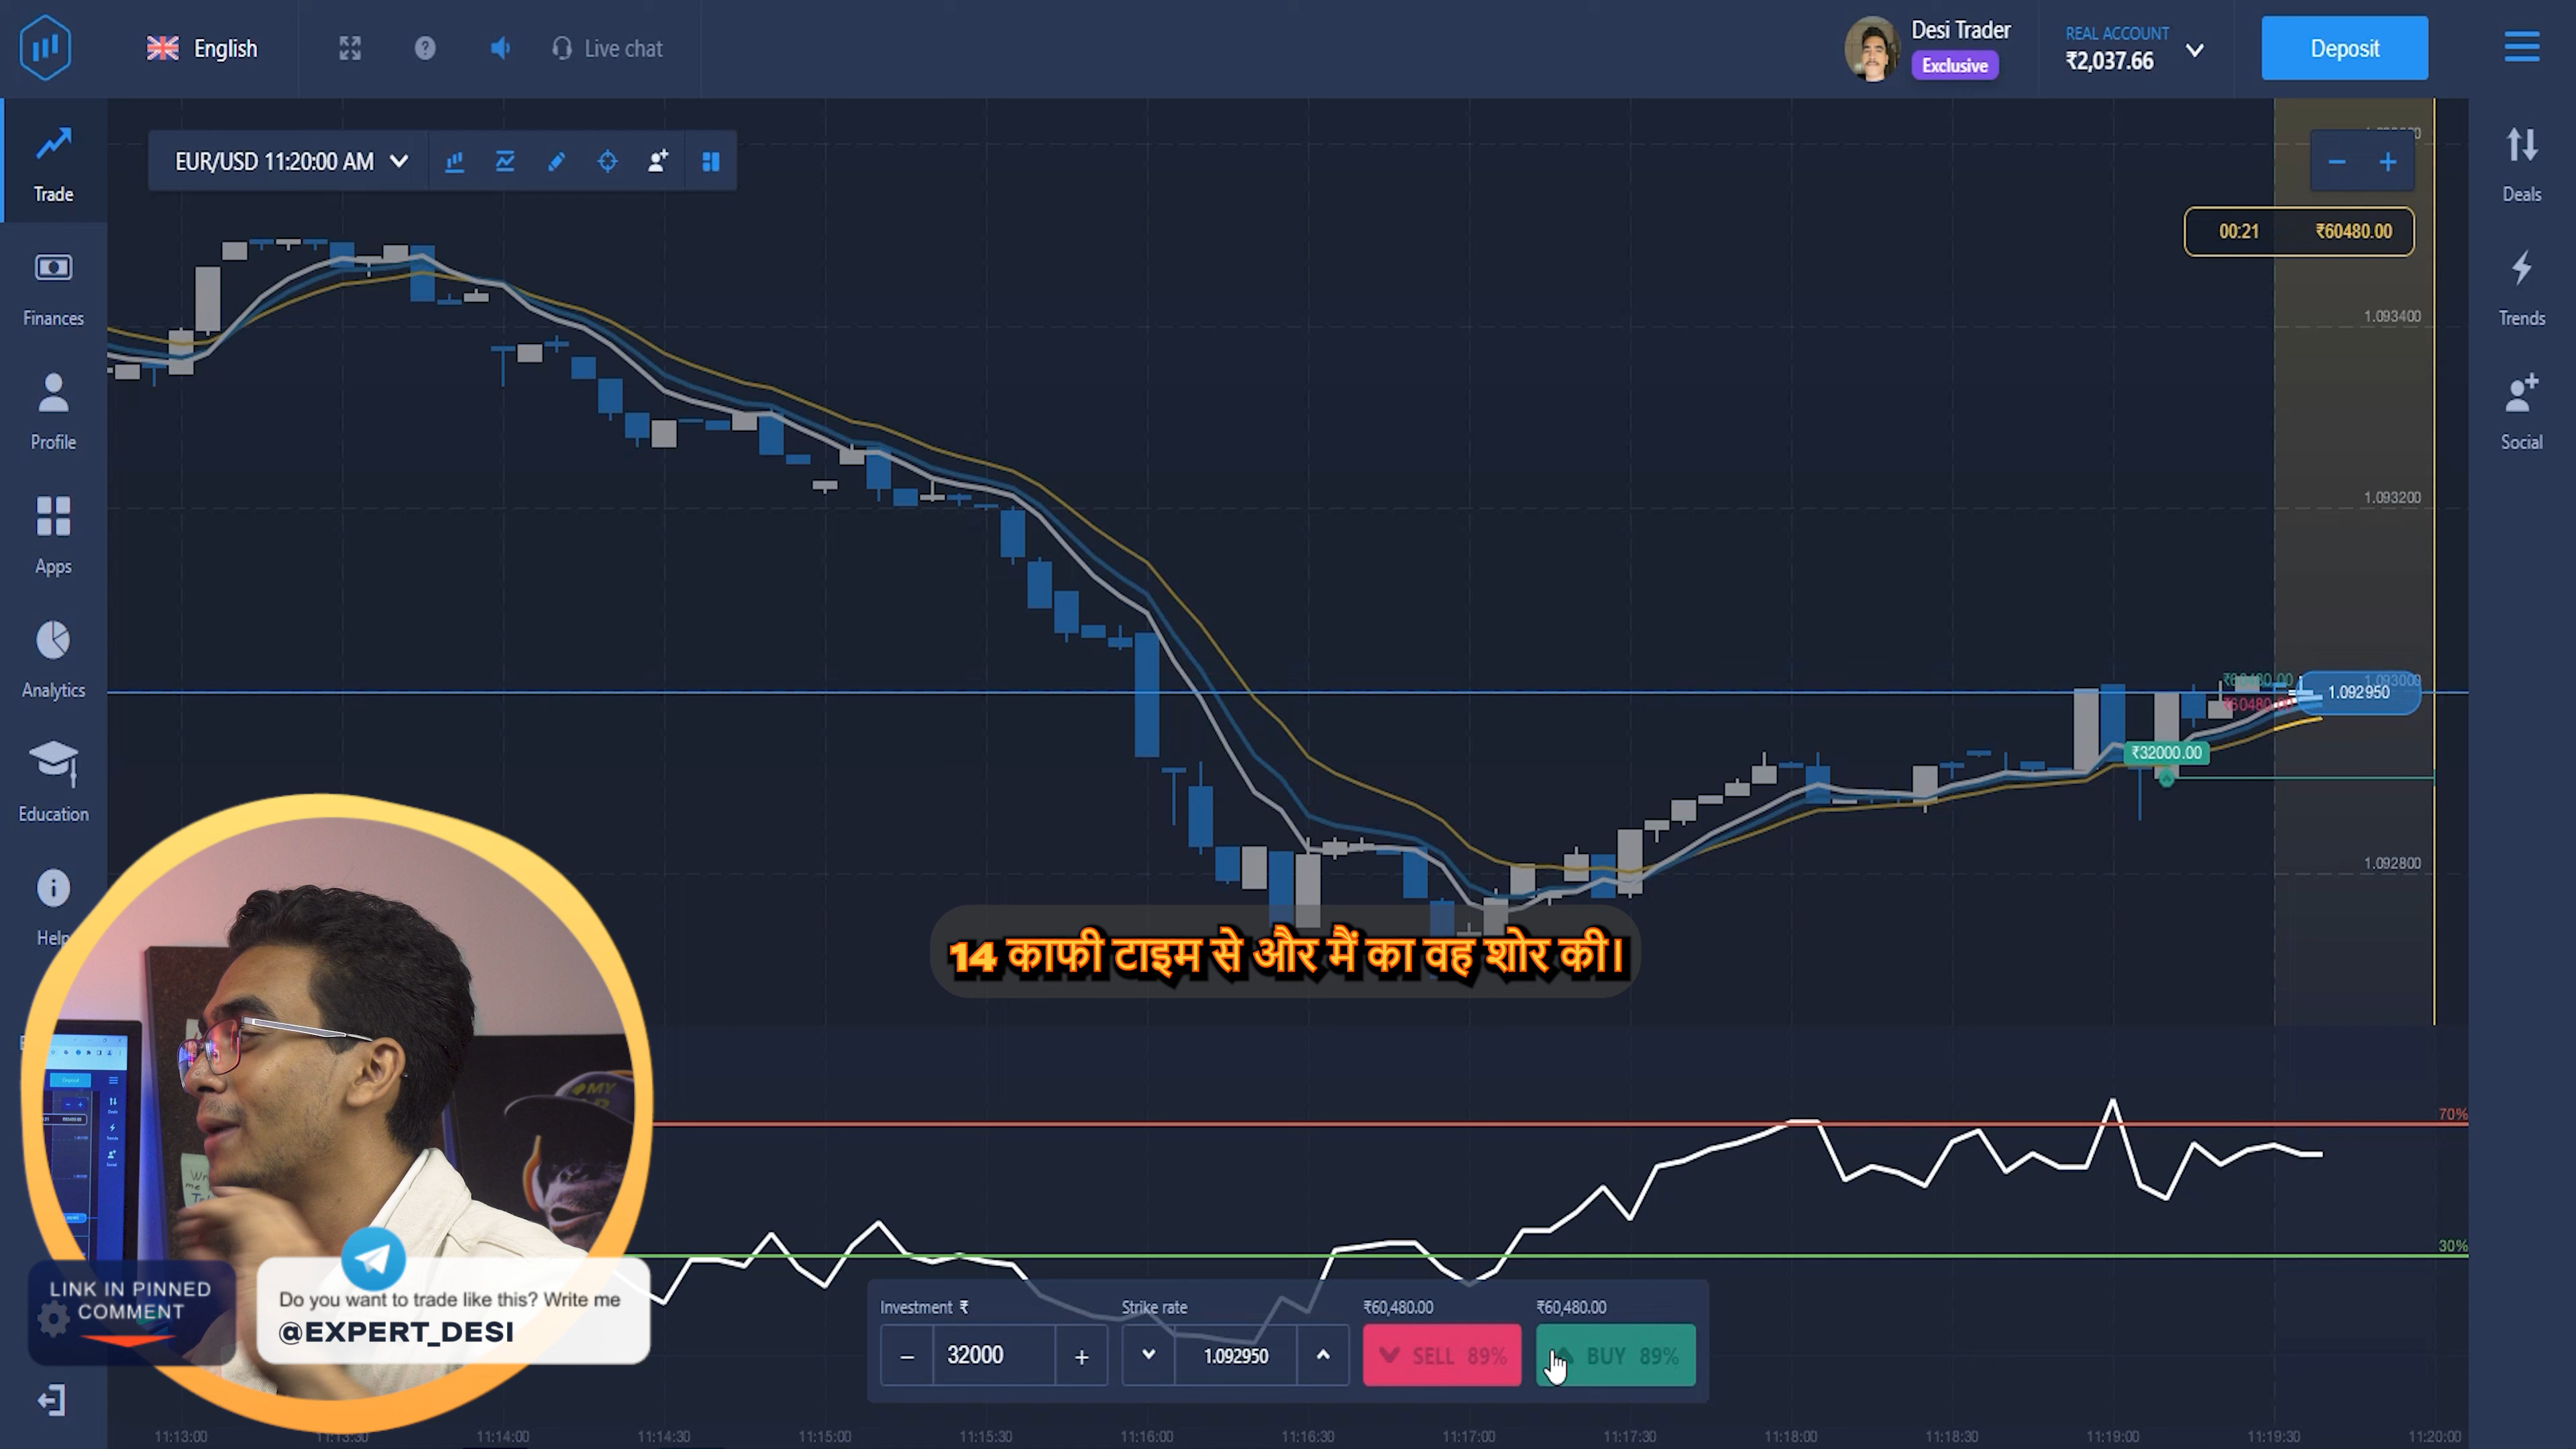 English
Live chat
Desi Trader
Exclusive
REAL ACCOUNT
₹2,037.66
Deposit
EUR/USD 11:20:00 AM
Trade
Finances
Profile
Apps
Analytics
Education
Help
Deals
Trends
Social
00:21 ₹60480.00
1.093400
1.093200
1.092950
₹32000.00
1.092800
14 काफी टाइम से और मैं का वह शोर की।
70%
30%
MY
LINK IN PINNED
COMMENT
Do you want to trade like this? Write me
@EXPERT_DESI
Investment ₹
32000
Strike rate
1.092950
₹60,480.00
SELL 89%
₹60,480.00
BUY 89%
11:13:00
11:13:30
11:14:00
11:14:30
11:15:00
11:15:30
11:16:00
11:16:30
11:17:00
11:17:30
11:18:00
11:18:30
11:19:00
11:19:30
11:20:00